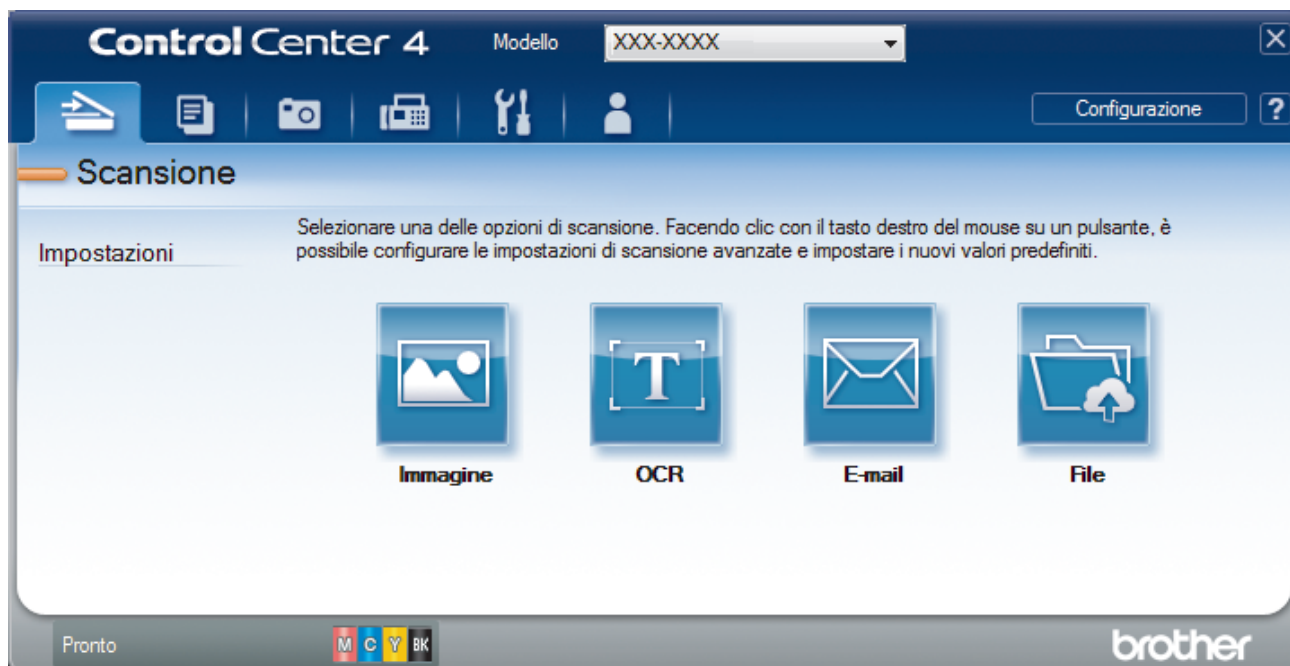 Control Center 4
Modello
XXX-XXXX
Configurazione
?
Scansione
Impostazioni
Selezionare una delle opzioni di scansione. Facendo clic con il tasto destro del mouse su un pulsante, è
possibile configurare le impostazioni di scansione avanzate e impostare i nuovi valori predefiniti.
T
Immagine
OCR
E-mail
File
Pronto
M C Y BK
brother